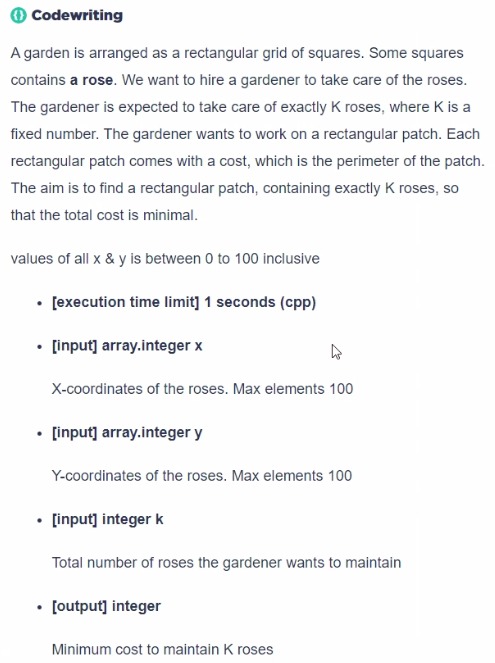 Codewriting
A garden is arranged as a rectangular grid of squares. Some squares
contains a rose. We want to hire a gardener to take care of the roses.
The gardener is expected to take care of exactly K roses, where K is a
fixed number. The gardener wants to work on a rectangular patch. Each
rectangular patch comes with a cost, which is the perimeter of the patch.
The aim is to find a rectangular patch, containing exactly K roses, so
that the total cost is minimal.
values of all x & y is between 0 to 100 inclusive
• [execution time limit] 1 seconds (cpp)
• [input] array.integer x
X-coordinates of the roses. Max elements 100
• [input] array.integer y
Y-coordinates of the roses. Max elements 100
• [input] integer k
Total number of roses the gardener wants to maintain
• [output] integer
Minimum cost to maintain K roses